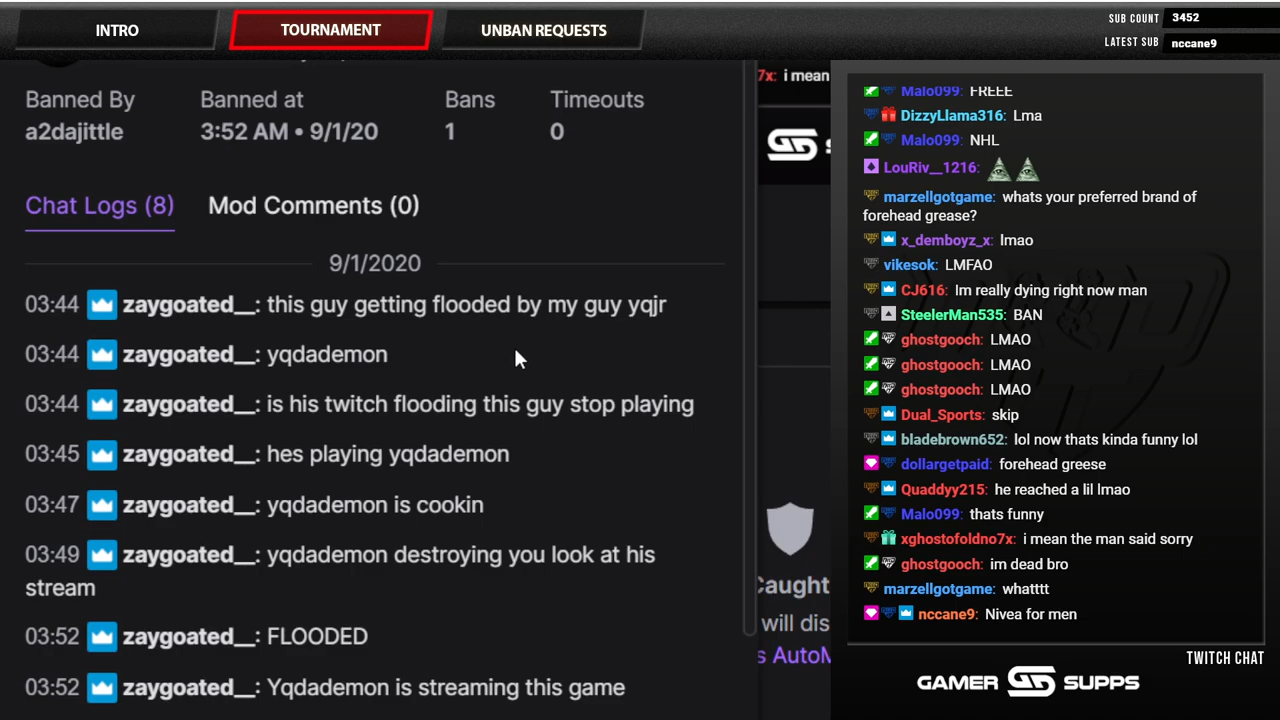 INTRO
TOURNAMENT
UNBAN REQUESTS
SUB COUNT 3452
LATEST SUB nccane9
Banned By Banned at Bans Timeouts
a2dajittle 3:52 AM • 9/1/20 1 0
Chat Logs (8) Mod Comments (0)
9/1/2020
03:44 zaygoated__: this guy getting flooded by my guy yqjr
03:44 zaygoated__: yqdademon
03:44 zaygoated__: is his twitch flooding this guy stop playing
03:45 zaygoated__: hes playing yqdademon
03:47 zaygoated__: yqdademon is cookin
03:49 zaygoated__: yqdademon destroying you look at his
stream
03:52 zaygoated__: FLOODED
03:52 zaygoated__: Yqdademon is streaming this game
7x: i mean
Caught
will dis
s AutoM
Malo099: FREEE
DizzyLlama316: Lma
Malo099: NHL
LouRiv__1216:
marzellgotgame: whats your preferred brand of
forehead grease?
x_demboyz_x: lmao
vikesok: LMFAO
CJ616: Im really dying right now man
SteelerMan535: BAN
ghostgooch: LMAO
ghostgooch: LMAO
ghostgooch: LMAO
Dual_Sports: skip
bladebrown652: lol now thats kinda funny lol
dollargetpaid: forehead greese
Quaddyy215: he reached a lil lmao
Malo099: thats funny
xghostofoldno7x: i mean the man said sorry
ghostgooch: im dead bro
marzellgotgame: whatttt
nccane9: Nivea for men
TWITCH CHAT
GAMER SUPPS